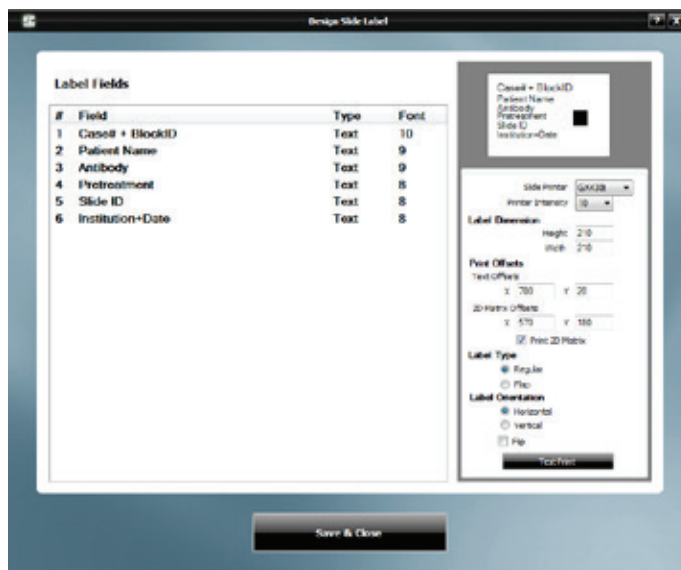 Design Slide Label
? X
Label Fields
# Field Type Font
1 Case# + BlockID Text 10
2 Patient Name Text 9
3 Antibody Text 9
4 Pretreatment Text 8
5 Slide ID Text 8
6 Institution+Date Text 8
Case# + BlockID
Patient Name
Antibody
Pretreatment
Slide ID
Institution+Date
Slide Printer
Printer Intensity 10
Label Dimension
Height 210
Width 210
Print Offsets
Text Offsets
X 700 Y 20
2D Matrix Offsets
X 570 Y 180
Print 2D Matrix
Label Type
Regular
Flap
Label Orientation
Horizontal
Vertical
Flip
Test Print
Save & Close